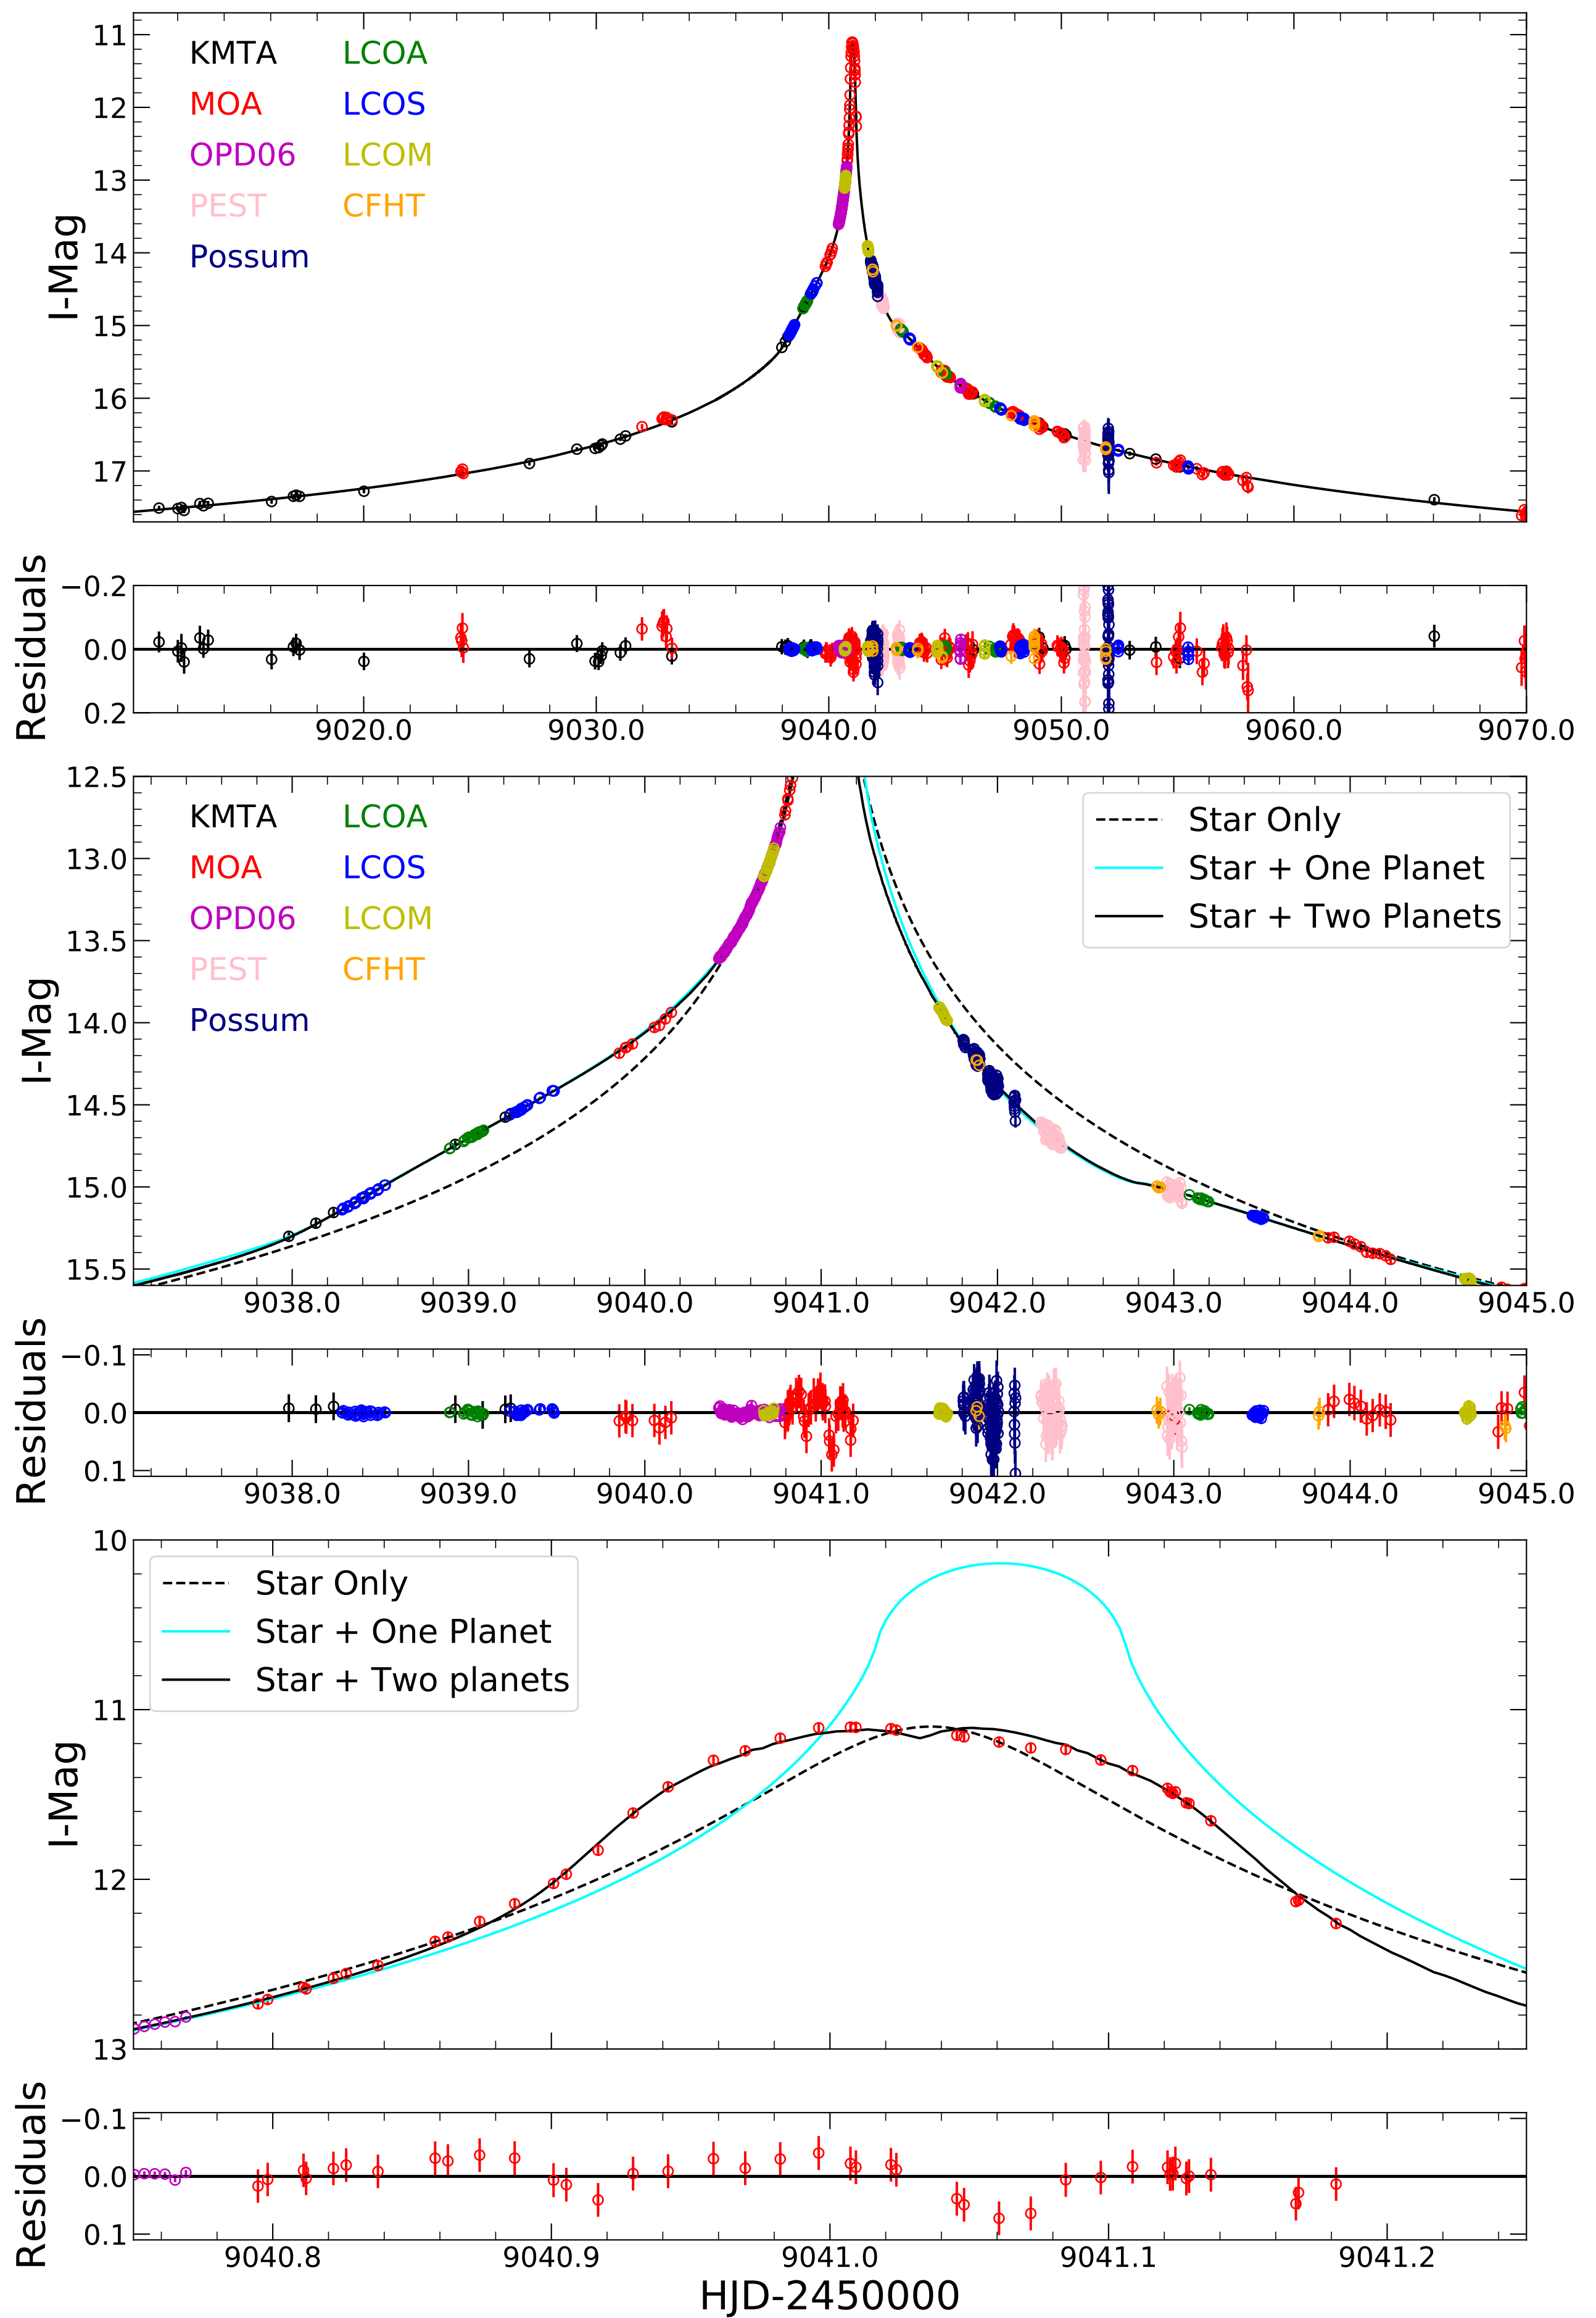 11
12
13
14
15
16
17
I-Mag
KMTA LCOA
MOA LCOS
OPD06 LCOM
PEST CFHT
Possum
−0.2
0.0
0.2
Residuals
9020.0 9030.0 9040.0 9050.0 9060.0 9070.0
12.5
13.0
13.5
14.0
14.5
15.0
15.5
I-Mag
KMTA LCOA
MOA LCOS
OPD06 LCOM
PEST CFHT
Possum
Star Only
Star + One Planet
Star + Two Planets
9038.0 9039.0 9040.0 9041.0 9042.0 9043.0 9044.0 9045.0
−0.1
0.0
0.1
Residuals
9038.0 9039.0 9040.0 9041.0 9042.0 9043.0 9044.0 9045.0
10
11
12
13
I-Mag
Star Only
Star + One Planet
Star + Two planets
−0.1
0.0
0.1
Residuals
9040.8 9040.9 9041.0 9041.1 9041.2
HJD-2450000